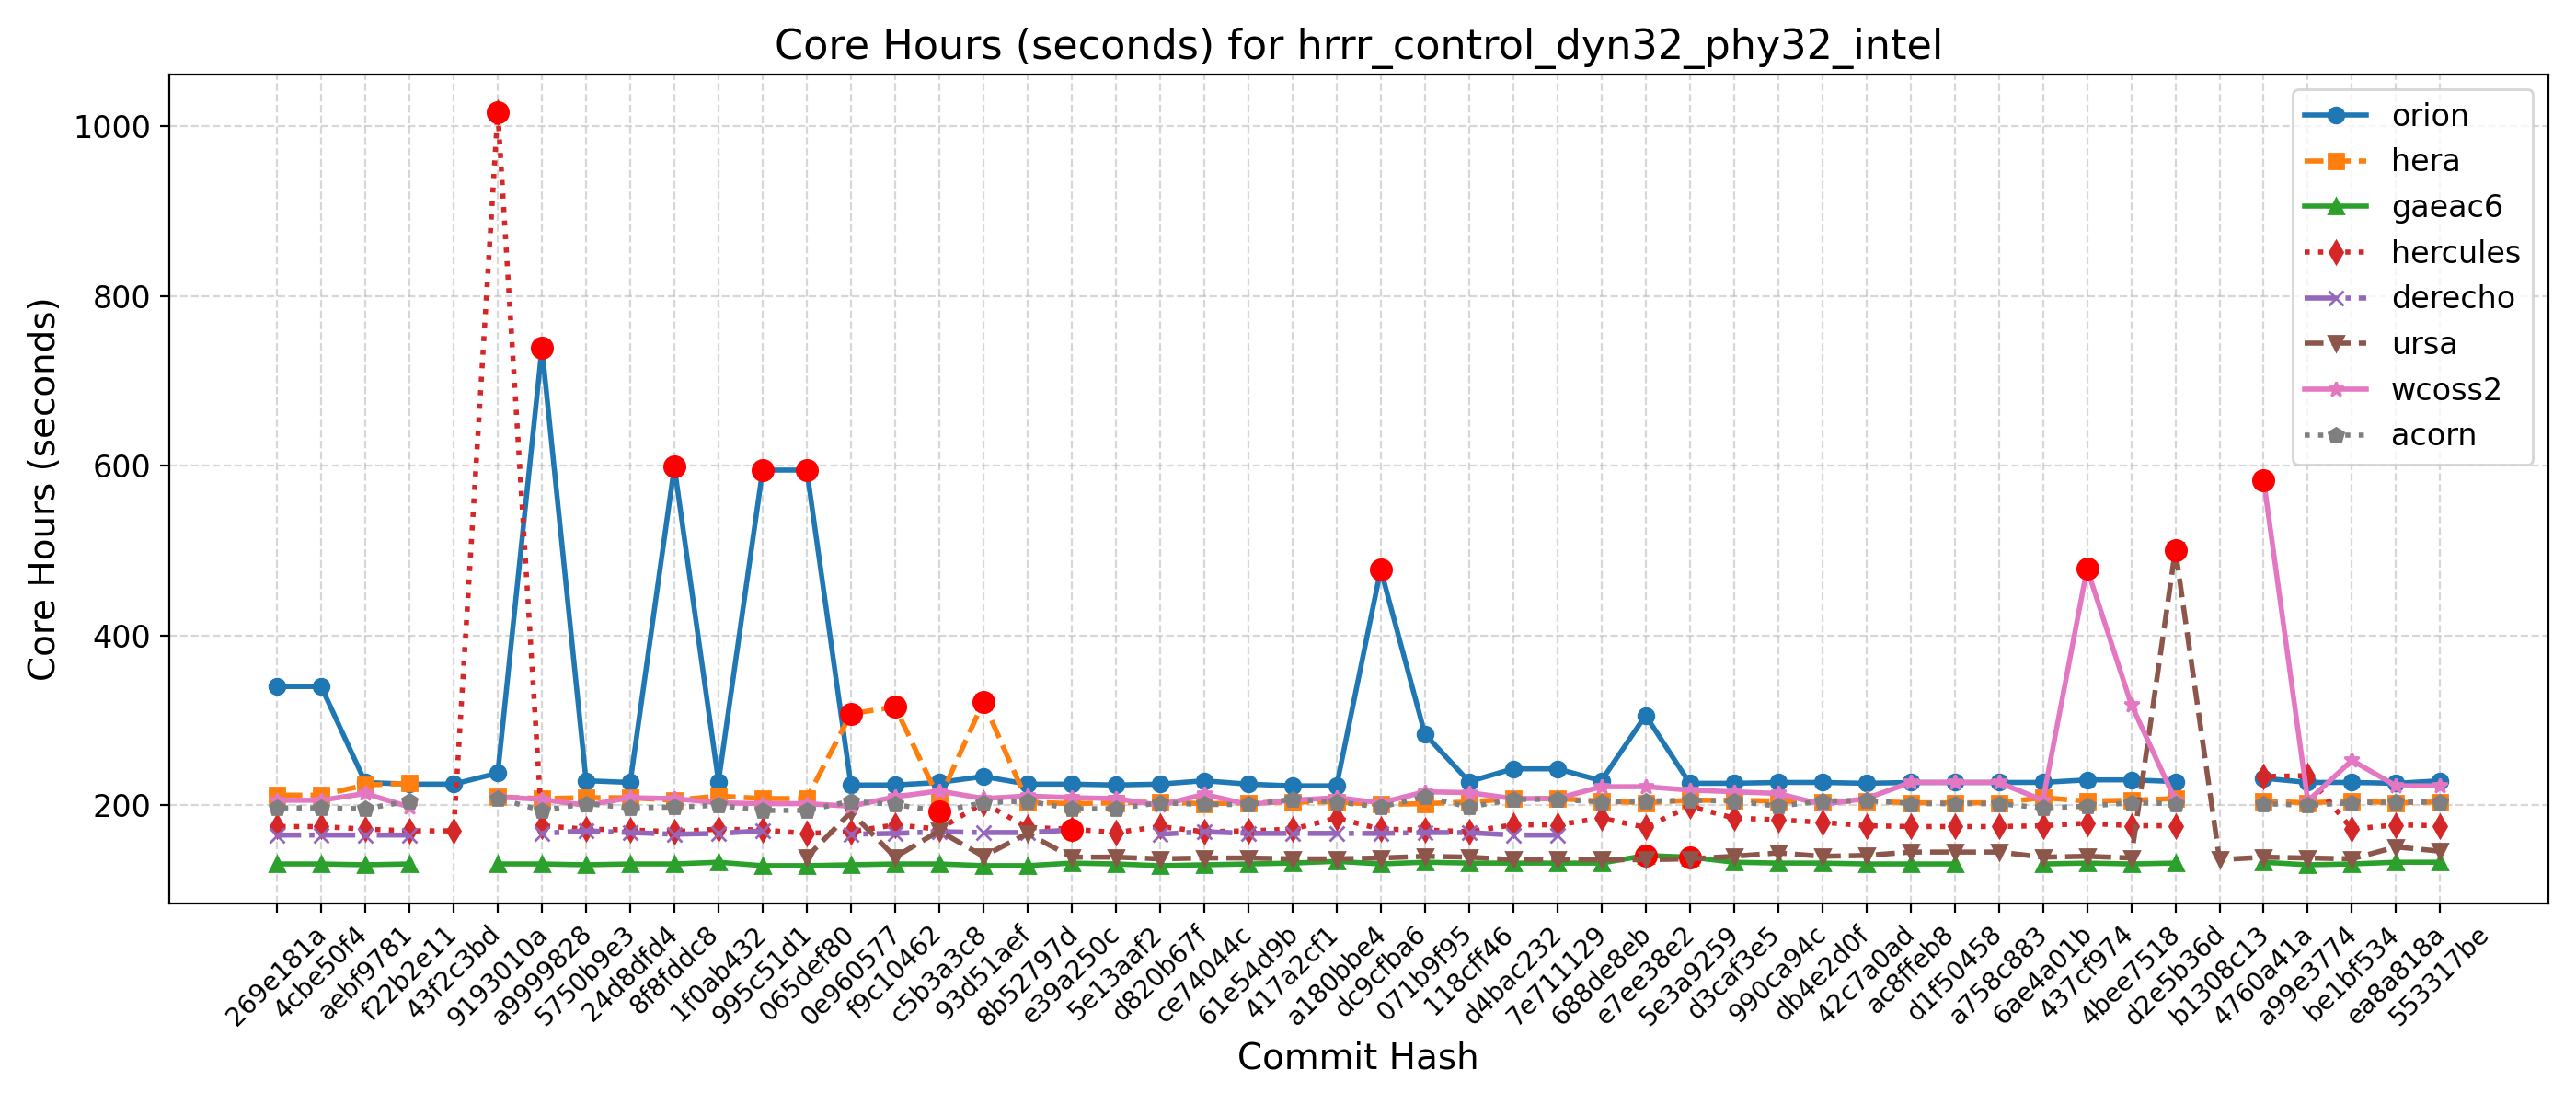 Core Hours (seconds) for hrrr_control_dyn32_phy32_intel
Core Hours (seconds)
1000
800
600
400
200
orion
hera
gaeac6
hercules
derecho
ursa
wcoss2
acorn
269e181a
4cbe50f4
aebf9781
f22b2e11
43f2c3bd
9193010a
a9999828
5750b9e3
24d8dfd4
8f8fddc8
1f0ab432
995c51d1
065def80
0e960577
f9c10462
c5b3a3c8
93d51aef
8b52797d
e39a250c
5e13aaf2
d820b67f
ce74044c
61e54d9b
417a2cf1
a180bbe4
dc9cfba6
071b9f95
118cff46
d4bac232
7e711129
688de8eb
e7ee38e2
5e3a9259
d3caf3e5
990ca94c
db4e2d0f
42c7a0ad
ac8ffeb8
d1f50458
a758c883
6ae4a01b
437cf974
4bee7518
d2e5b36d
b1308c13
4760a41a
a99e3774
be1bf534
ea8a818a
553317be
Commit Hash